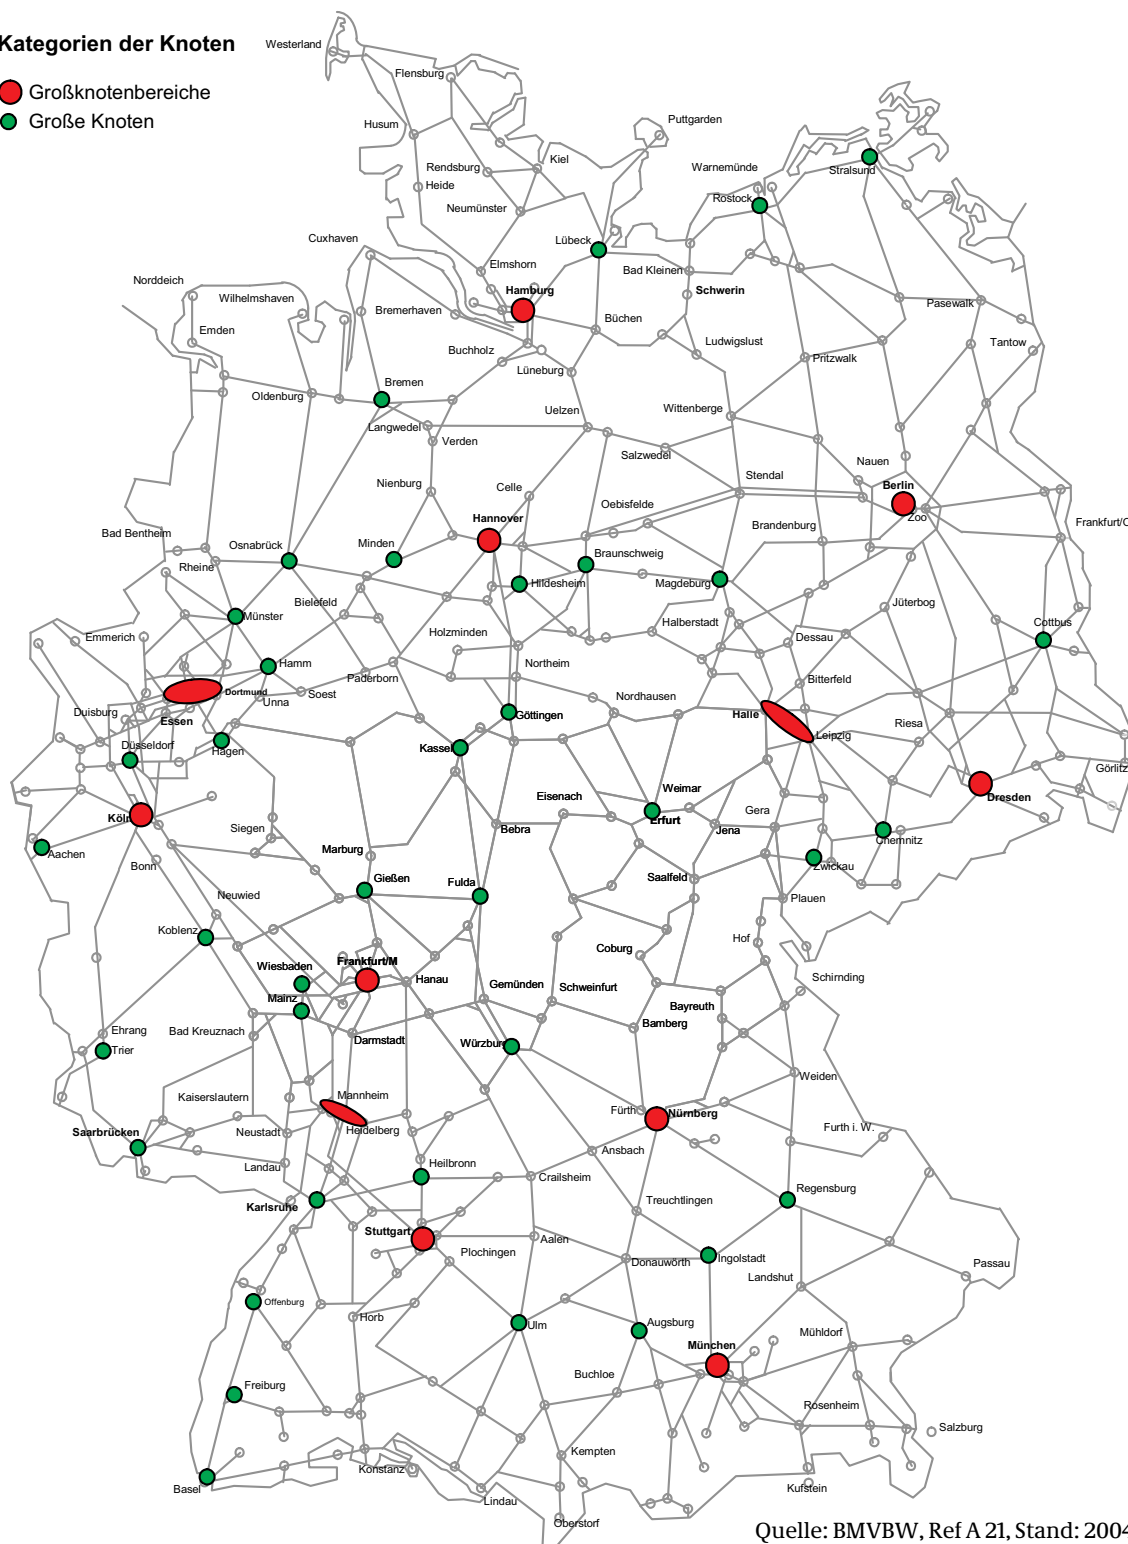 Kategorien der Knoten
Großknotenbereiche
Große Knoten
Westerland
Flensburg
Husum
Puttgarden
Kiel
Rendsburg
Warnemünde
Stralsund
Heide
Rostock
Neumünster
Cuxhaven
Lübeck
Elmshorn
Bad Kleinen
Norddeich
Hamburg
Schwerin
Wilhelmshaven
Pasewalk
Bremerhaven
Büchen
Emden
Ludwigslust
Tantow
Buchholz
Pritzwalk
Lüneburg
Bremen
Oldenburg
Uelzen
Wittenberge
Langwedel
Verden
Salzwedel
Nauen
Stendal
Nienburg
Celle
Berlin
Oebisfelde
Hannover
Zoo
Brandenburg
Frankfurt/O
Bad Bentheim
Osnabrück
Minden
Braunschweig
Rheine
Hildesheim
Magdeburg
Bielefeld
Jüterbog
Münster
Halberstadt
Cottbus
Emmerich
Holzminden
Dessau
Hamm
Northeim
Paderborn
Bitterfeld
Dortmund
Soest
Unna
Nordhausen
Duisburg
Essen
Göttingen
Halle
Riesa
Leipzig
Düsseldorf
Hagen
Kassel
Görlitz
Weimar
Eisenach
Dresden
Gera
Köln
Erfurt
Siegen
Bebra
Jena
Chemnitz
Aachen
Marburg
Bonn
Zwickau
Gießen
Fulda
Saalfeld
Neuwied
Plauen
Koblenz
Hof
Coburg
Frankfurt/M
Wiesbaden
Schirnding
Hanau
Gemünden
Schweinfurt
Mainz
Bayreuth
Ehrang
Bad Kreuznach
Bamberg
Darmstadt
Würzburg
Trier
Weiden
Mannheim
Kaiserslautern
Fürth
Nürnberg
Furth i. W.
Saarbrücken
Neustadt
Heidelberg
Ansbach
Heilbronn
Landau
Crailsheim
Regensburg
Karlsruhe
Treuchtlingen
Stuttgart
Aalen
Plochingen
Donauwörth
Ingolstadt
Passau
Landshut
Offenburg
Horb
Ulm
Augsburg
Mühldorf
München
Buchloe
Freiburg
Rosenheim
Salzburg
Kempten
Konstanz
Basel
Kufstein
Lindau
Oberstorf
Quelle: BMVBW, Ref A 21, Stand: 2004